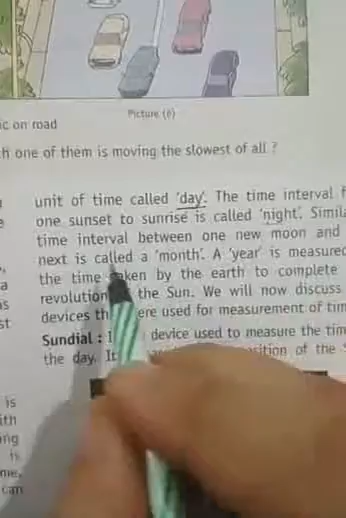 Picture (b)
ic on road
h one of them is moving the slowest of all ?
unit of time called 'day'. The time interval f
one sunset to sunrise is called 'night'. Simila
time interval between one new moon and
next is called a 'month'. A 'year' is measured
the time taken by the earth to complete
revolution the Sun. We will now discuss
devices th ere used for measurement of tim
Sundial : I device used to measure the tim
the day. It sition of the S
a
is
st
is
ith
ing
is
me.
can